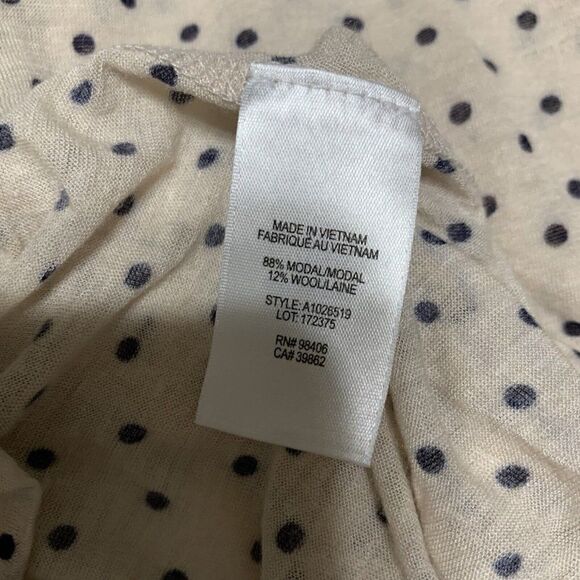 MADE IN VIETNAM
FABRIQUE AU VIETNAM
88% MODAL/MODAL
12% WOOL/LAINE
STYLE: A1026519
LOT: 172375
RN# 98406
CA# 39862